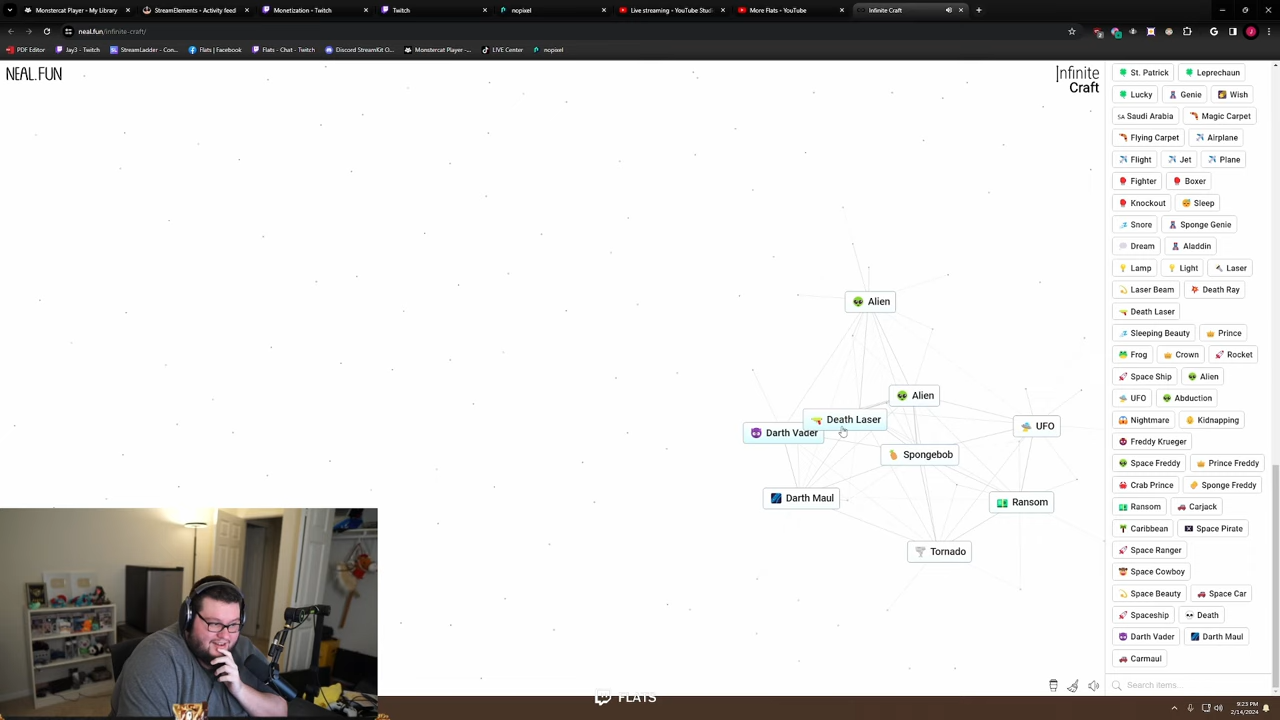 Monstercat Player • My Library
StreamElements - Activity feed
Monetization - Twitch
Twitch
nopixel
Live streaming - YouTube Stud
More Flats - YouTube
Infinite Craft
neal.fun/infinite-craft/
PDF Editor
Jay3 - Twitch
StreamLadder - Con...
Flats | Facebook
Flats - Chat - Twitch
Discord StreamKit O...
Monstercat Player -...
LIVE Center
nopixel
NEAL.FUN
Infinite
Craft
St. Patrick
Leprechaun
Lucky
Genie
Wish
SA Saudi Arabia
Magic Carpet
Flying Carpet
Airplane
Flight
Jet
Plane
Fighter
Boxer
Knockout
Sleep
Snore
Sponge Genie
Dream
Aladdin
Lamp
Light
Laser
Laser Beam
Death Ray
Death Laser
Sleeping Beauty
Prince
Frog
Crown
Rocket
Space Ship
Alien
UFO
Abduction
Nightmare
Kidnapping
Freddy Krueger
Space Freddy
Prince Freddy
Crab Prince
Sponge Freddy
Ransom
Carjack
Caribbean
Space Pirate
Space Ranger
Space Cowboy
Space Beauty
Space Car
Spaceship
Death
Darth Vader
Darth Maul
Carmaul
Search items...
Alien
Alien
Death Laser
Darth Vader
UFO
Spongebob
Darth Maul
Ransom
Tornado
FLATS
9:23 PM
2/14/2024